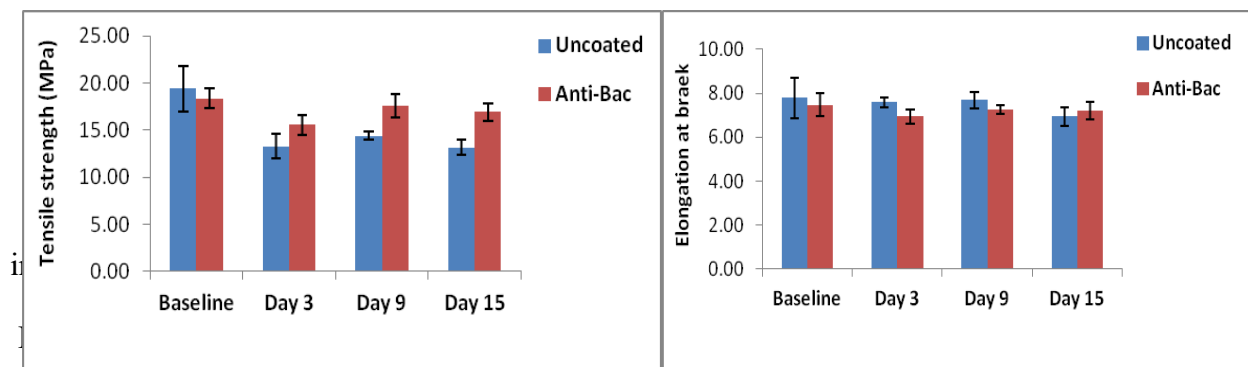 Tensile strength (MPa)
25.00
20.00
15.00
10.00
5.00
0.00
Baseline Day 3 Day 9 Day 15
Uncoated
Anti-Bac
Elongation at braek
10.00
8.00
6.00
4.00
2.00
0.00
Baseline Day 3 Day 9 Day 15
Uncoated
Anti-Bac